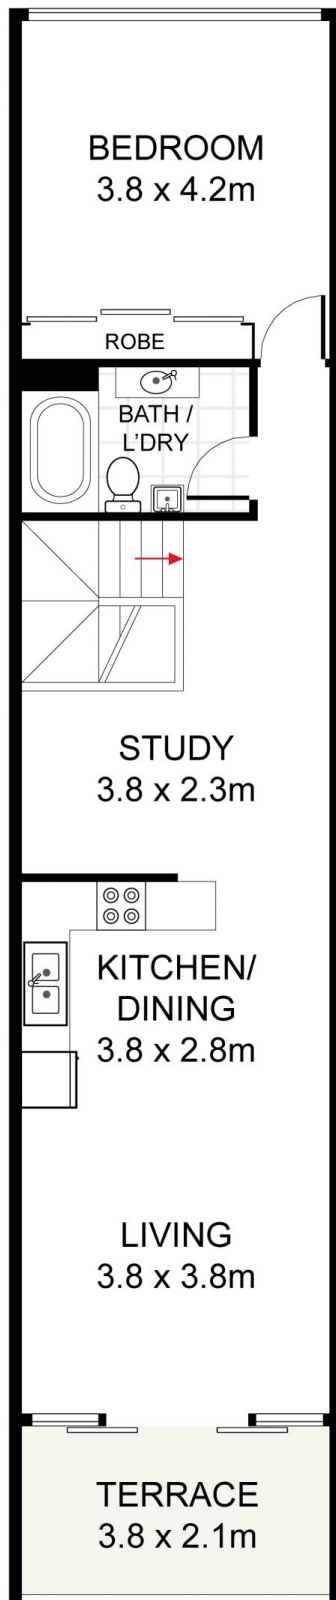 BEDROOM
3.8 x 4.2m
ROBE
BATH /
L'DRY
STUDY
3.8 x 2.3m
KITCHEN/
DINING
3.8 x 2.8m
LIVING
3.8 x 3.8m
TERRACE
3.8 x 2.1m